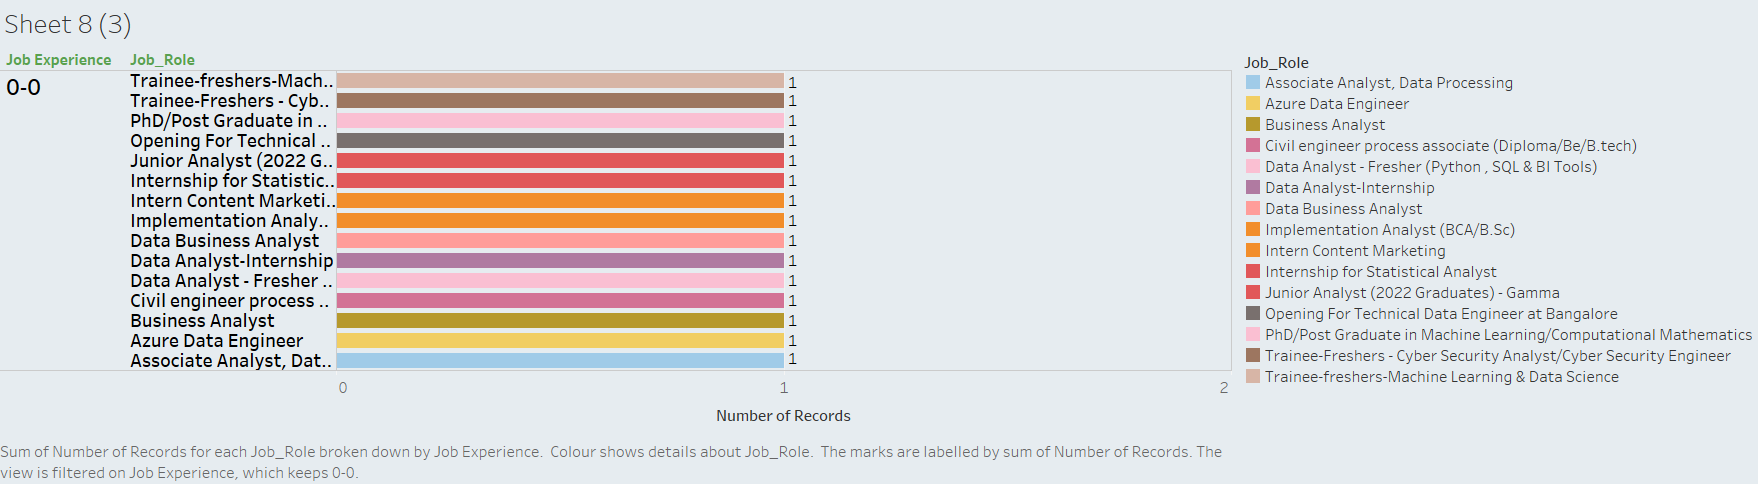 Sheet 8 (3)
Job Experience Job_Role
0-0
Trainee-freshers-Mach.. 1
Trainee-Freshers - Cyb.. 1
PhD/Post Graduate in .. 1
Opening For Technical .. 1
Junior Analyst (2022 G.. 1
Internship for Statistic.. 1
Intern Content Marketi.. 1
Implementation Analy.. 1
Data Business Analyst 1
Data Analyst-Internship 1
Data Analyst - Fresher .. 1
Civil engineer process .. 1
Business Analyst 1
Azure Data Engineer 1
Associate Analyst, Dat.. 1
0 1 2
Number of Records
Job_Role
Associate Analyst, Data Processing
Azure Data Engineer
Business Analyst
Civil engineer process associate (Diploma/Be/B.tech)
Data Analyst - Fresher (Python , SQL & BI Tools)
Data Analyst-Internship
Data Business Analyst
Implementation Analyst (BCA/B.Sc)
Intern Content Marketing
Internship for Statistical Analyst
Junior Analyst (2022 Graduates) - Gamma
Opening For Technical Data Engineer at Bangalore
PhD/Post Graduate in Machine Learning/Computational Mathematics
Trainee-Freshers - Cyber Security Analyst/Cyber Security Engineer
Trainee-freshers-Machine Learning & Data Science
Sum of Number of Records for each Job_Role broken down by Job Experience.  Colour shows details about Job_Role.  The marks are labelled by sum of Number of Records. The
view is filtered on Job Experience, which keeps 0-0.